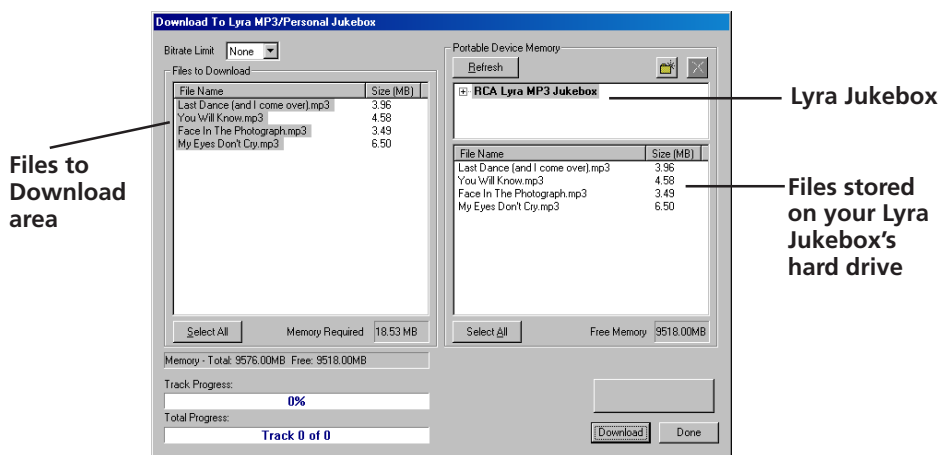 Download To Lyra MP3/Personal Jukebox
Bitrate Limit None
Files to Download
File Name Size (MB)
Last Dance (and I come over).mp3 3.96
You Will Know.mp3 4.58
Face In The Photograph.mp3 3.49
My Eyes Don't Cry.mp3 6.50
Select All Memory Required 18.53 MB
Memory - Total: 9576.00MB Free: 9518.00MB
Track Progress:
0%
Total Progress:
Track 0 of 0
Portable Device Memory
Refresh
RCA Lyra MP3 Jukebox
File Name Size (MB)
Last Dance (and I come over).mp3 3.96
You Will Know.mp3 4.58
Face In The Photograph.mp3 3.49
My Eyes Don't Cry.mp3 6.50
Select All Free Memory 9518.00MB
Download Done
Files to
Download
area
Lyra Jukebox
Files stored
on your Lyra
Jukebox's
hard drive